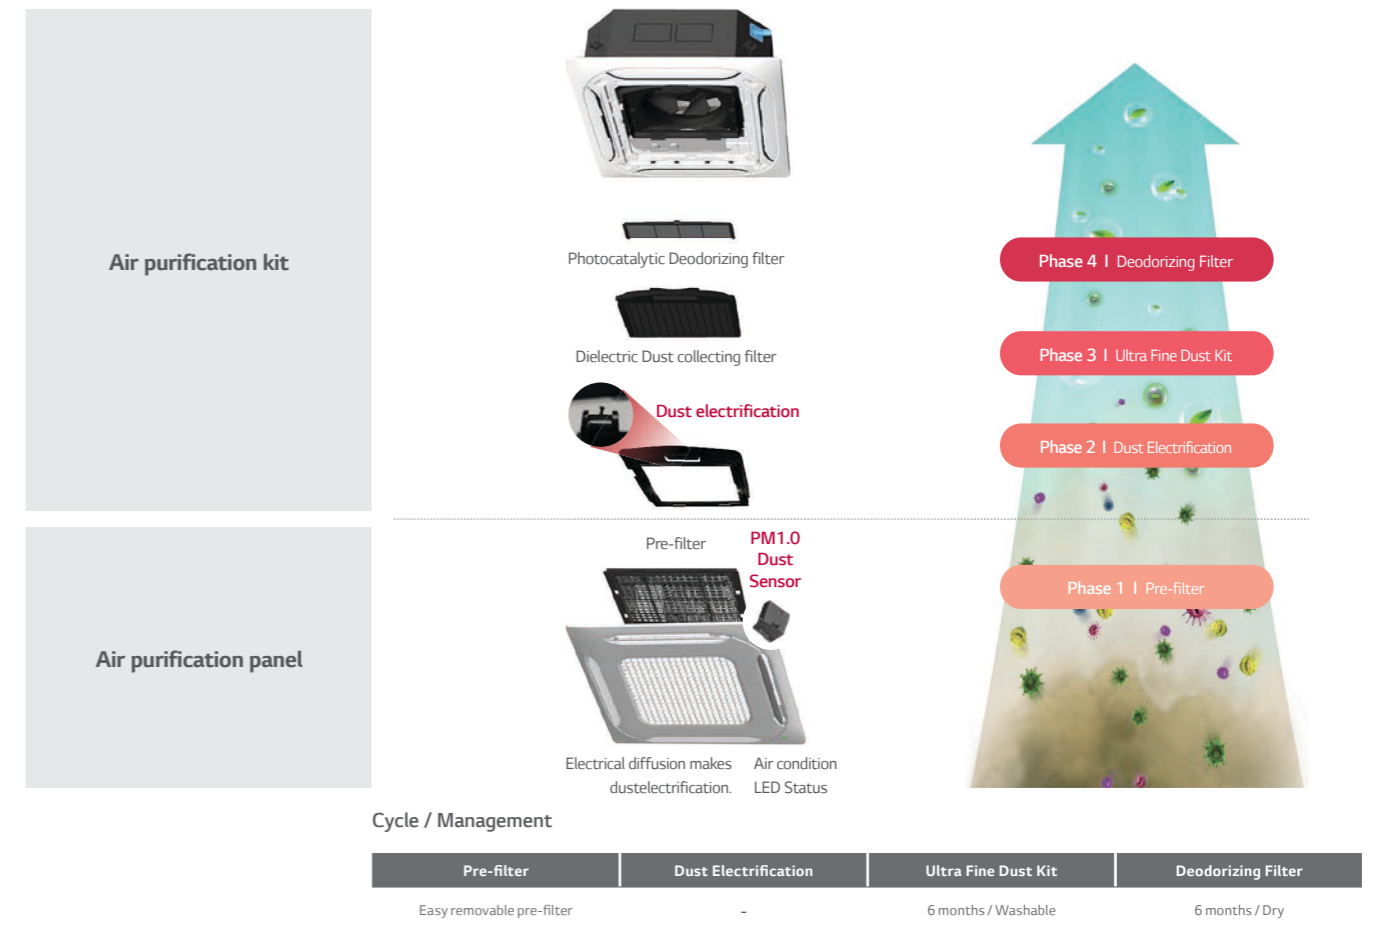 Air purification kit
Photocatalytic Deodorizing filter
Dielectric Dust collecting filter
Dust electrification
Phase 4 | Deodorizing Filter
Phase 3 | Ultra Fine Dust Kit
Phase 2 | Dust Electrification
Air purification panel
Pre-filter
PM1.0
Dust
Sensor
Electrical diffusion makes
dustelectrification.
Air condition
LED Status
Phase 1 | Pre-filter
Cycle / Management
Pre-filter Dust Electrification Ultra Fine Dust Kit Deodorizing Filter
Easy removable pre-filter - 6 months / Washable 6 months / Dry